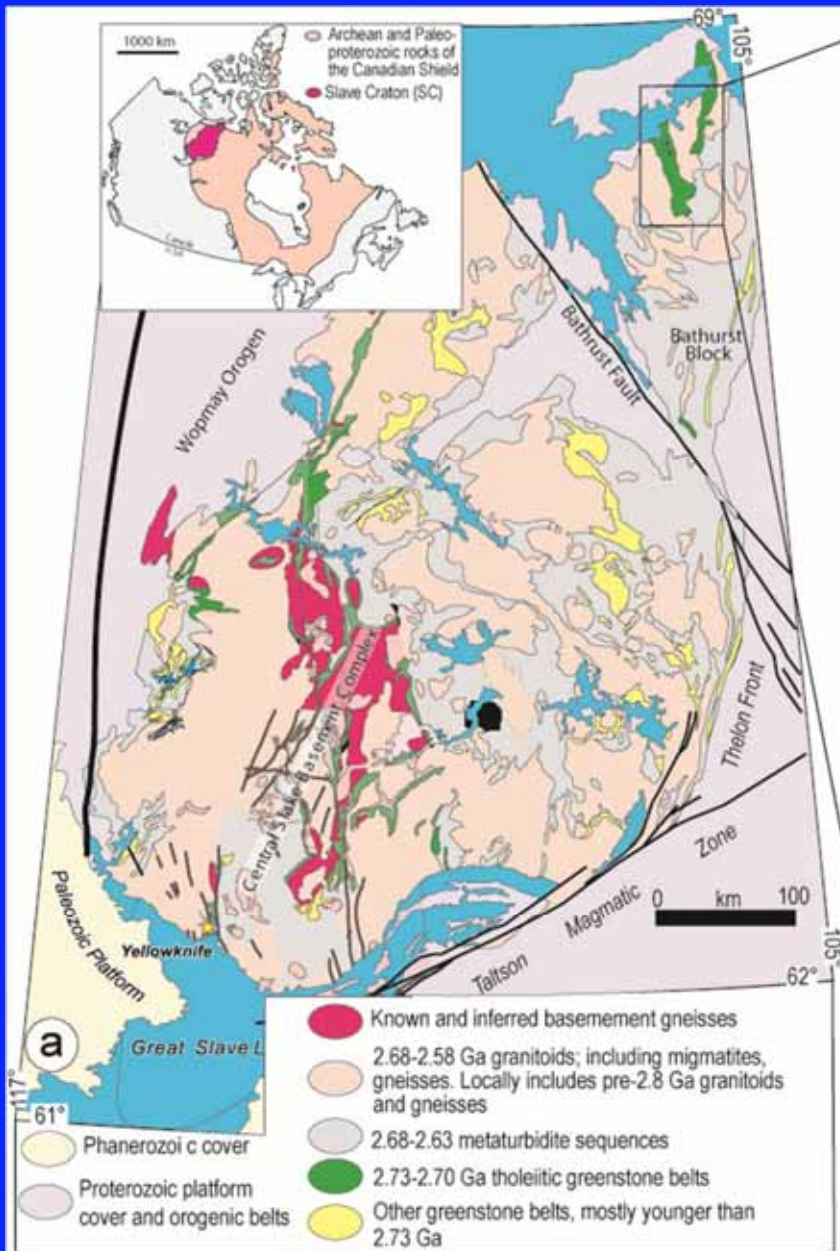 1000 km
Archean and Paleo-
proterozoic rocks of
the Canadian Shield
Slave Craton (SC)
69°
105°
Wopmay Orogen
Bathrust Fault
Bathurst
Block
Central Slake Basement Complex
Thelon Front
Paleozoic Platform
Yellowknife
0 km 100
Taltson Magmatic Zone
105°
62°
a
Great Slave L
117°
61°
Phanerozoi c cover
Proterozoic platform
cover and orogenic belts
Known and inferred basemement gneisses
2.68-2.58 Ga granitoids; including migmatites,
gneisses. Locally includes pre-2.8 Ga granitoids
and gneisses
2.68-2.63 metaturbidite sequences
2.73-2.70 Ga tholeiitic greenstone belts
Other greenstone belts, mostly younger than
2.73 Ga